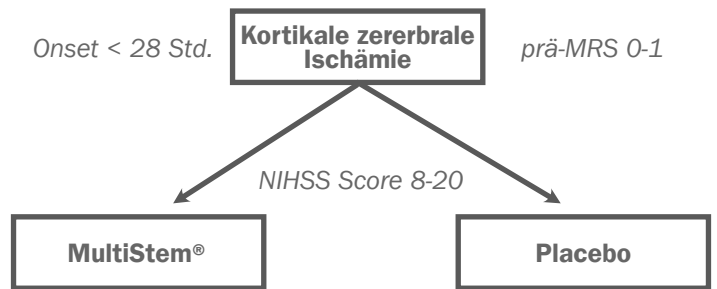 Onset < 28 Std.
Kortikale zererbrale
Ischämie
prä-MRS 0-1
NIHSS Score 8-20
MultiStem®
Placebo